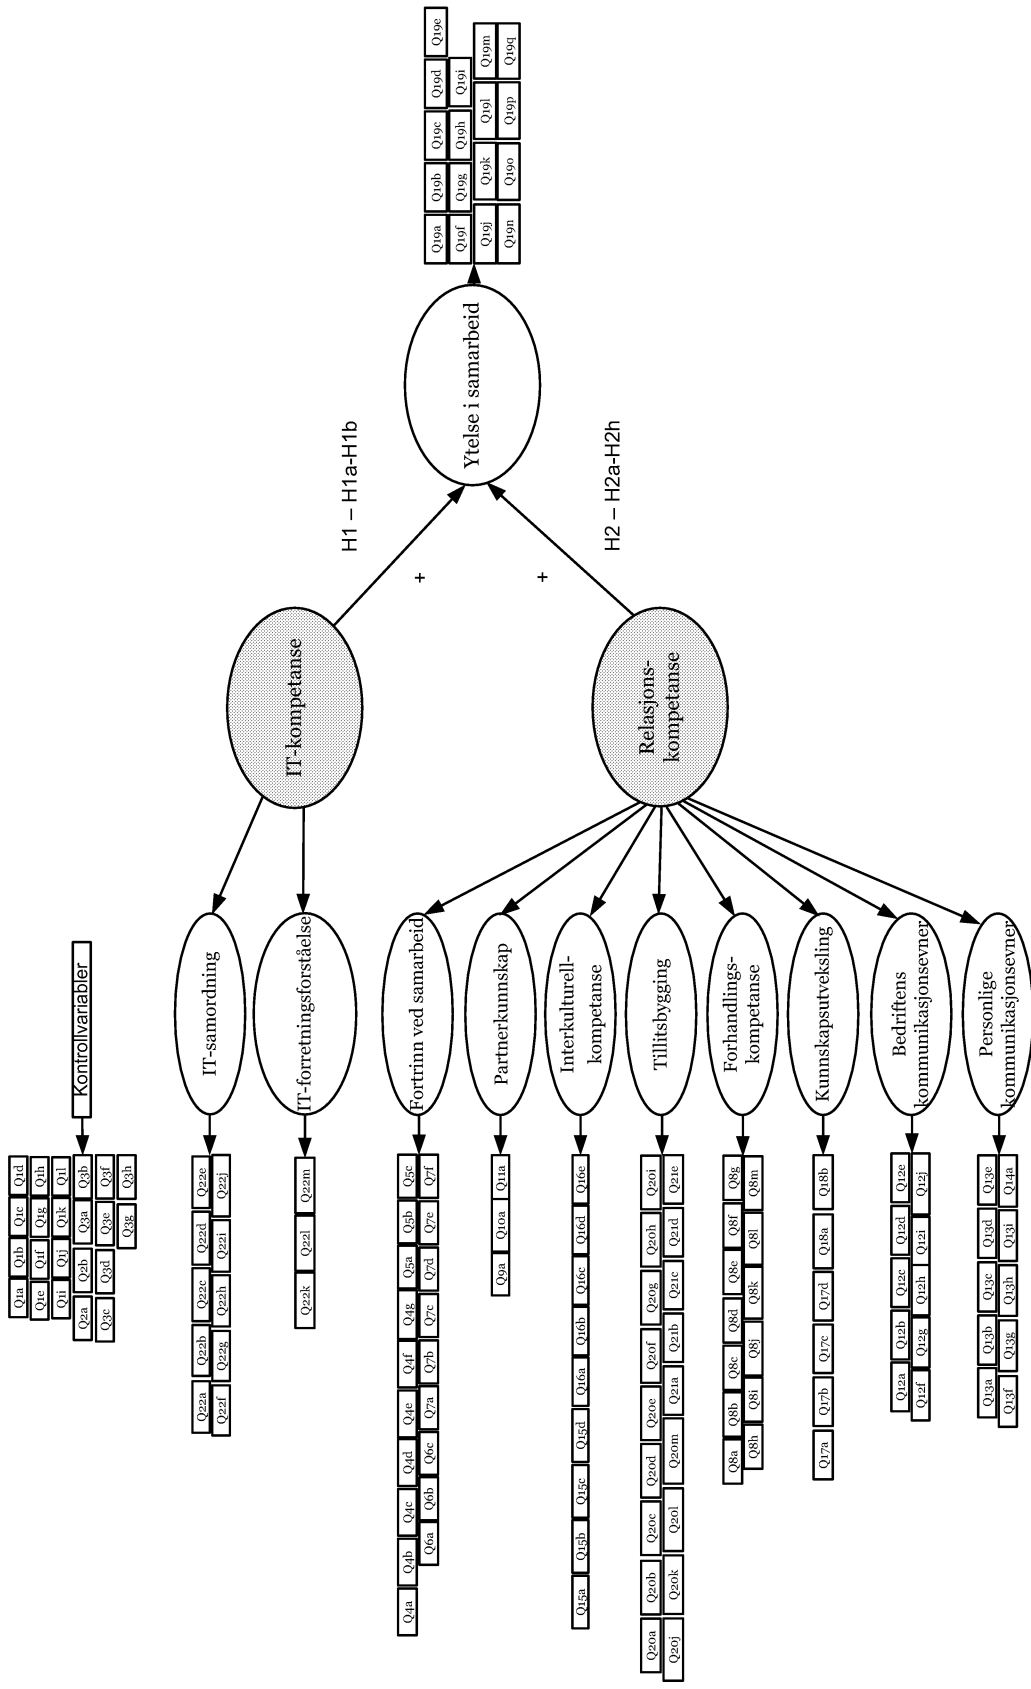 Q1a Q1b Q1c Q1d
Q1e Q1f Q1g Q1h
Q1i Q1j Q1k Q1l
Q2a Q2b Q3a Q3b
Q3c Q3d Q3e Q3f
Q3g Q3h
Kontrollvariabler
Q22a Q22b Q22c Q22d Q22e
Q22f Q22g Q22h Q22i Q22j
IT-samordning
Q22k Q22l Q22m
IT-forretningsforståelse
IT-kompetanse
H1 – H1a-H1b
+
Q4a Q4b Q4c Q4d Q4e Q4f Q4g Q5a Q5b Q5c
Q6a Q6b Q6c Q7a Q7b Q7c Q7d Q7e Q7f
Fortrinn ved samarbeid
Ytelse i samarbeid
Q19a Q19b Q19c Q19d Q19e
Q19f Q19g Q19h Q19i
Q19j Q19k Q19l Q19m
Q19n Q19o Q19p Q19q
Q9a Q10a Q11a
Partnerkunnskap
+
Q15a Q15b Q15c Q15d Q16a Q16b Q16c Q16d Q16e
Interkulturell-
kompetanse
H2 – H2a-H2h
Q20a Q20b Q20c Q20d Q20e Q20f Q20g Q20h Q20i
Q20j Q20k Q20l Q20m Q21a Q21b Q21c Q21d Q21e
Tillitsbygging
Relasjons-
kompetanse
Q8a Q8b Q8c Q8d Q8e Q8f Q8g
Q8h Q8i Q8j Q8k Q8l Q8m
Forhandlings-
kompetanse
Q17a Q17b Q17c Q17d Q18a Q18b
Kunnskapsutveksling
Q12a Q12b Q12c Q12d Q12e
Q12f Q12g Q12h Q12i Q12j
Bedriftens
kommunikasjonsevner
Q13a Q13b Q13c Q13d Q13e
Q13f Q13g Q13h Q13i Q14a
Personlige
kommunikasjonsevner